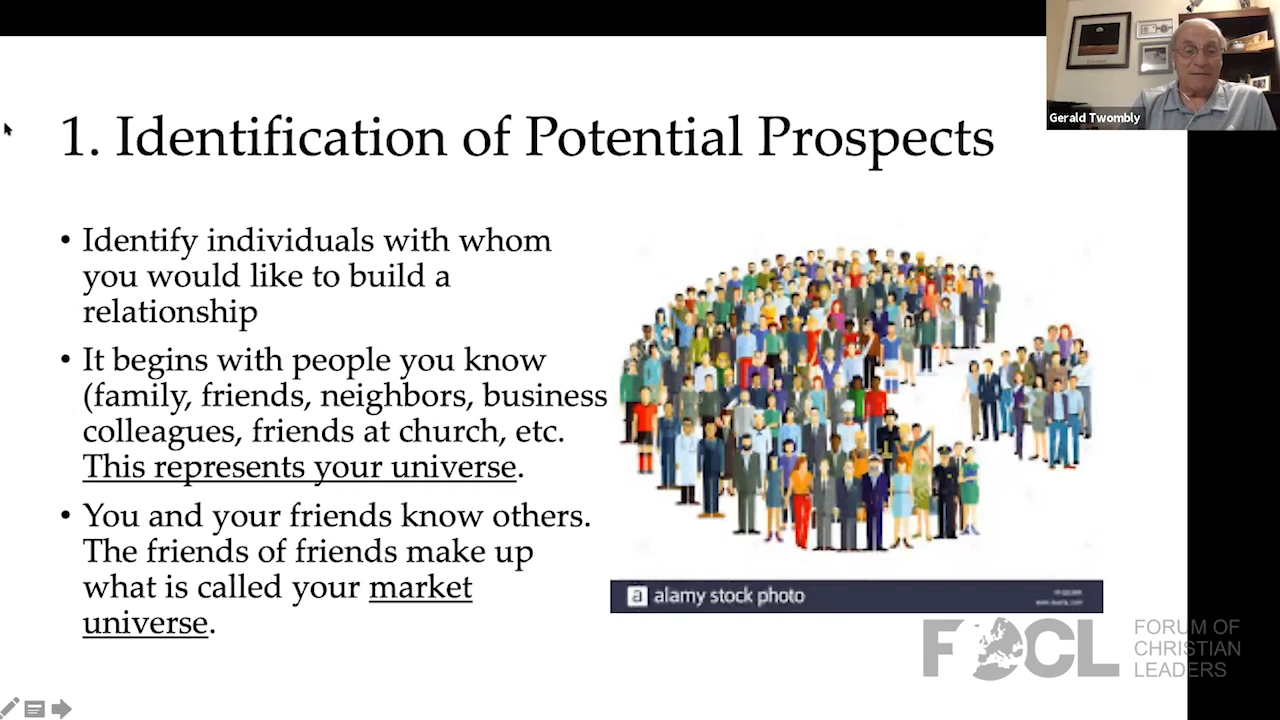 Gerald Twombly
1. Identification of Potential Prospects
• Identify individuals with whom
you would like to build a
relationship
• It begins with people you know
(family, friends, neighbors, business
colleagues, friends at church, etc.
This represents your universe.
• You and your friends know others.
The friends of friends make up
what is called your market
universe.
a alamy stock photo
FOCL
FORUM OF
CHRISTIAN
LEADERS